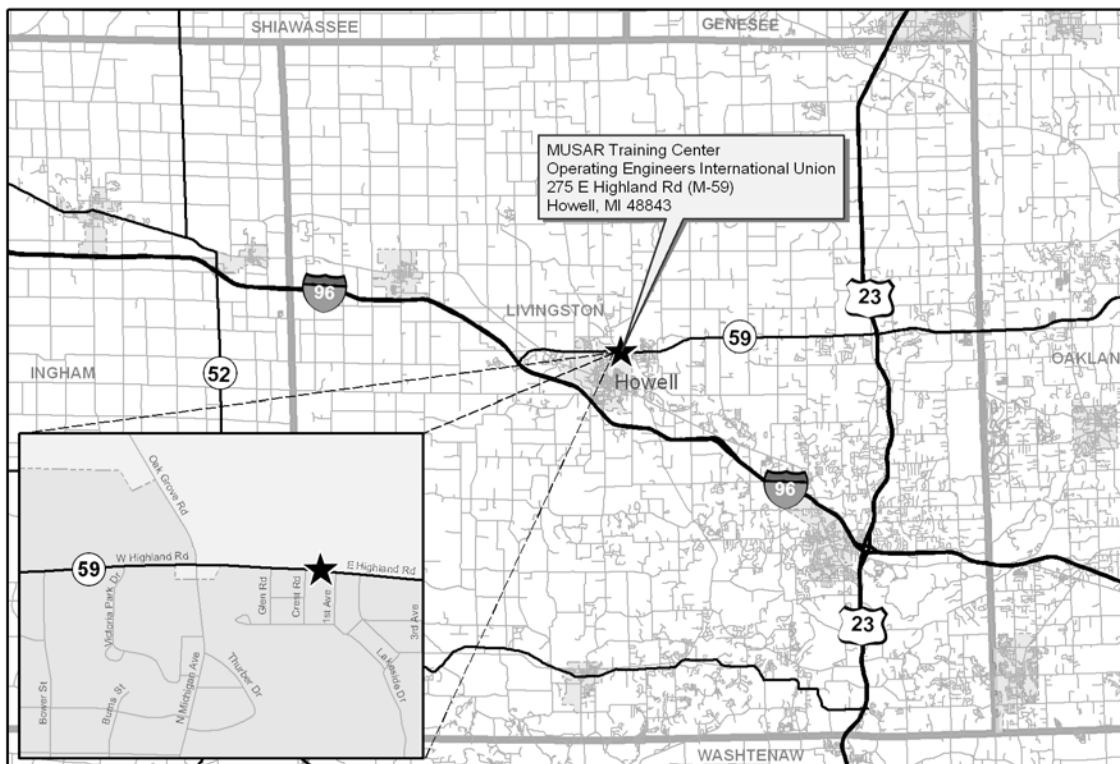 SHIAWASSEE
GENESEE
MUSAR Training Center
Operating Engineers International Union
275 E Highland Rd (M-59)
Howell, MI 48843
96
23
LIVINGSTON
59
OAKLAN
INGHAM
52
Howell
96
23
WASHTENAW
Oak Grove Rd
W Highland Rd
E Highland Rd
59
Victoria Park Dr
Glen Rd
Crest Rd
1st Ave
3rd Ave
Bower St
Burns St
N Michigan Ave
Thurber Dr
Lakeside Dr